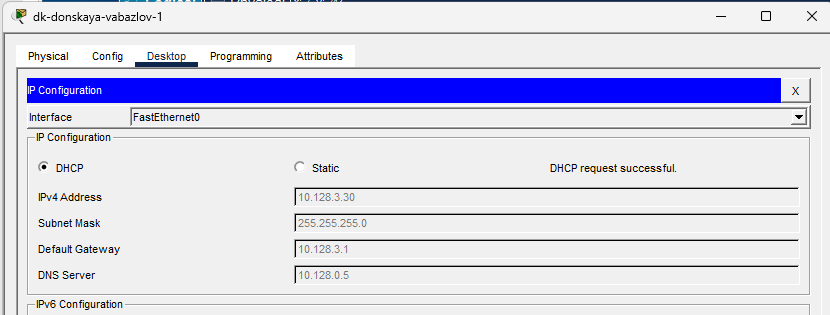 dk-donskaya-vabazlov-1
Physical Config Desktop Programming Attributes
IP Configuration X
Interface FastEthernet0
IP Configuration
DHCP Static DHCP request successful.
IPv4 Address 10.128.3.30
Subnet Mask 255.255.255.0
Default Gateway 10.128.3.1
DNS Server 10.128.0.5
IPv6 Configuration